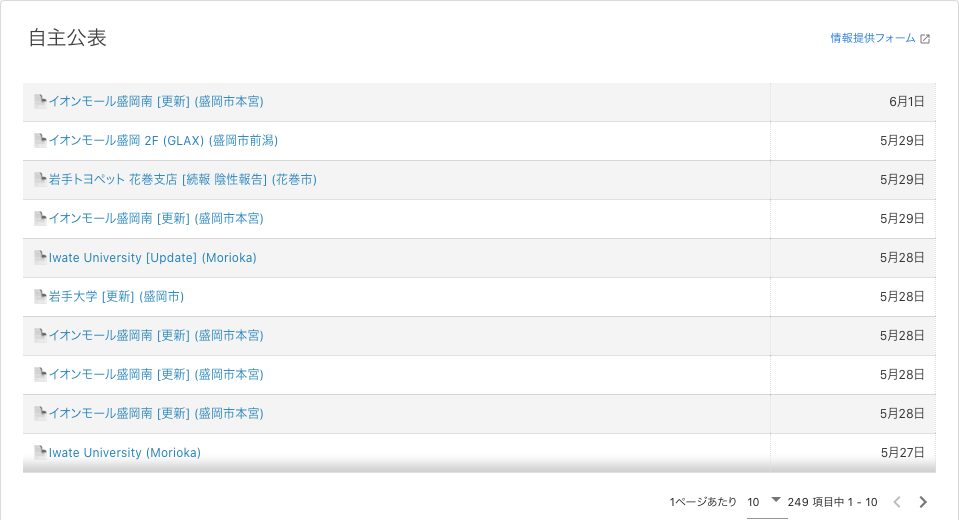 自主公表
情報提供フォーム
イオンモール盛岡南 [更新] (盛岡市本宮) 6月1日
イオンモール盛岡 2F (GLAX) (盛岡市前潟) 5月29日
岩手トヨペット 花巻支店 [続報 陰性報告] (花巻市) 5月29日
イオンモール盛岡南 [更新] (盛岡市本宮) 5月29日
Iwate University [Update] (Morioka) 5月28日
岩手大学 [更新] (盛岡市) 5月28日
イオンモール盛岡南 [更新] (盛岡市本宮) 5月28日
イオンモール盛岡南 [更新] (盛岡市本宮) 5月28日
イオンモール盛岡南 [更新] (盛岡市本宮) 5月28日
Iwate University (Morioka) 5月27日
1ページあたり 10 249 項目中 1 - 10